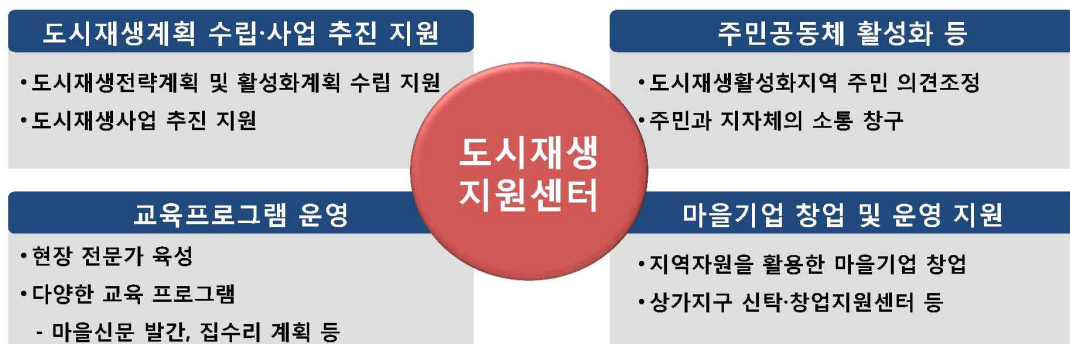 도시재생계획 수립·사업 추진 지원
•도시재생전략계획 및 활성화계획 수립 지원
•도시재생사업 추진 지원
주민공동체 활성화 등
•도시재생활성화지역 주민 의견조정
•주민과 지자체의 소통 창구
도시재생
지원센터
교육프로그램 운영
•현장 전문가 육성
•다양한 교육 프로그램
- 마을신문 발간, 집수리 계획 등
마을기업 창업 및 운영 지원
•지역자원을 활용한 마을기업 창업
•상가지구 신탁·창업지원센터 등